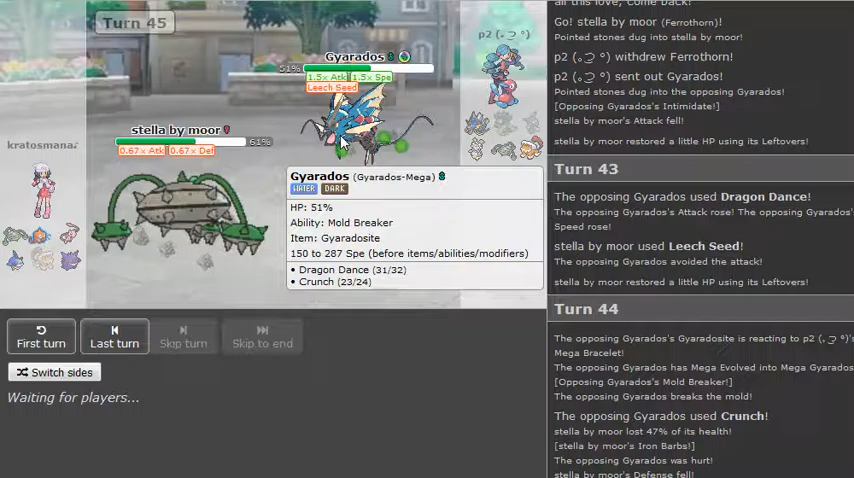 Turn 45
kratosmana:
stella by moor
61%
0.67x Atk 0.67x Def
51%
Gyarados
1.5x Atk 1.5x Spe
Leech Seed
p2 (｡ ͜ʖ °)
Gyarados (Gyarados-Mega)
WATER DARK
HP: 51%
Ability: Mold Breaker
Item: Gyaradosite
150 to 287 Spe (before items/abilities/modifiers)
• Dragon Dance (31/32)
• Crunch (23/24)
First turn
Last turn
Skip turn
Skip to end
Switch sides
Waiting for players...
all this love, come back!
Go! stella by moor (Ferrothorn)!
Pointed stones dug into stella by moor!
p2 (｡ ͜ʖ °) withdrew Ferrothorn!
p2 (｡ ͜ʖ °) sent out Gyarados!
Pointed stones dug into the opposing Gyarados!
[Opposing Gyarados's Intimidate!]
stella by moor's Attack fell!
stella by moor restored a little HP using its Leftovers!
Turn 43
The opposing Gyarados used Dragon Dance!
The opposing Gyarados's Attack rose! The opposing Gyarados's
Speed rose!
stella by moor used Leech Seed!
The opposing Gyarados avoided the attack!
stella by moor restored a little HP using its Leftovers!
Turn 44
The opposing Gyarados's Gyaradosite is reacting to p2 (｡ ͜ʖ °)'s
Mega Bracelet!
The opposing Gyarados has Mega Evolved into Mega Gyarados
[Opposing Gyarados's Mold Breaker!]
The opposing Gyarados breaks the mold!
The opposing Gyarados used Crunch!
stella by moor lost 47% of its health!
[stella by moor's Iron Barbs!]
The opposing Gyarados was hurt!
stella by moor's Defense fell!